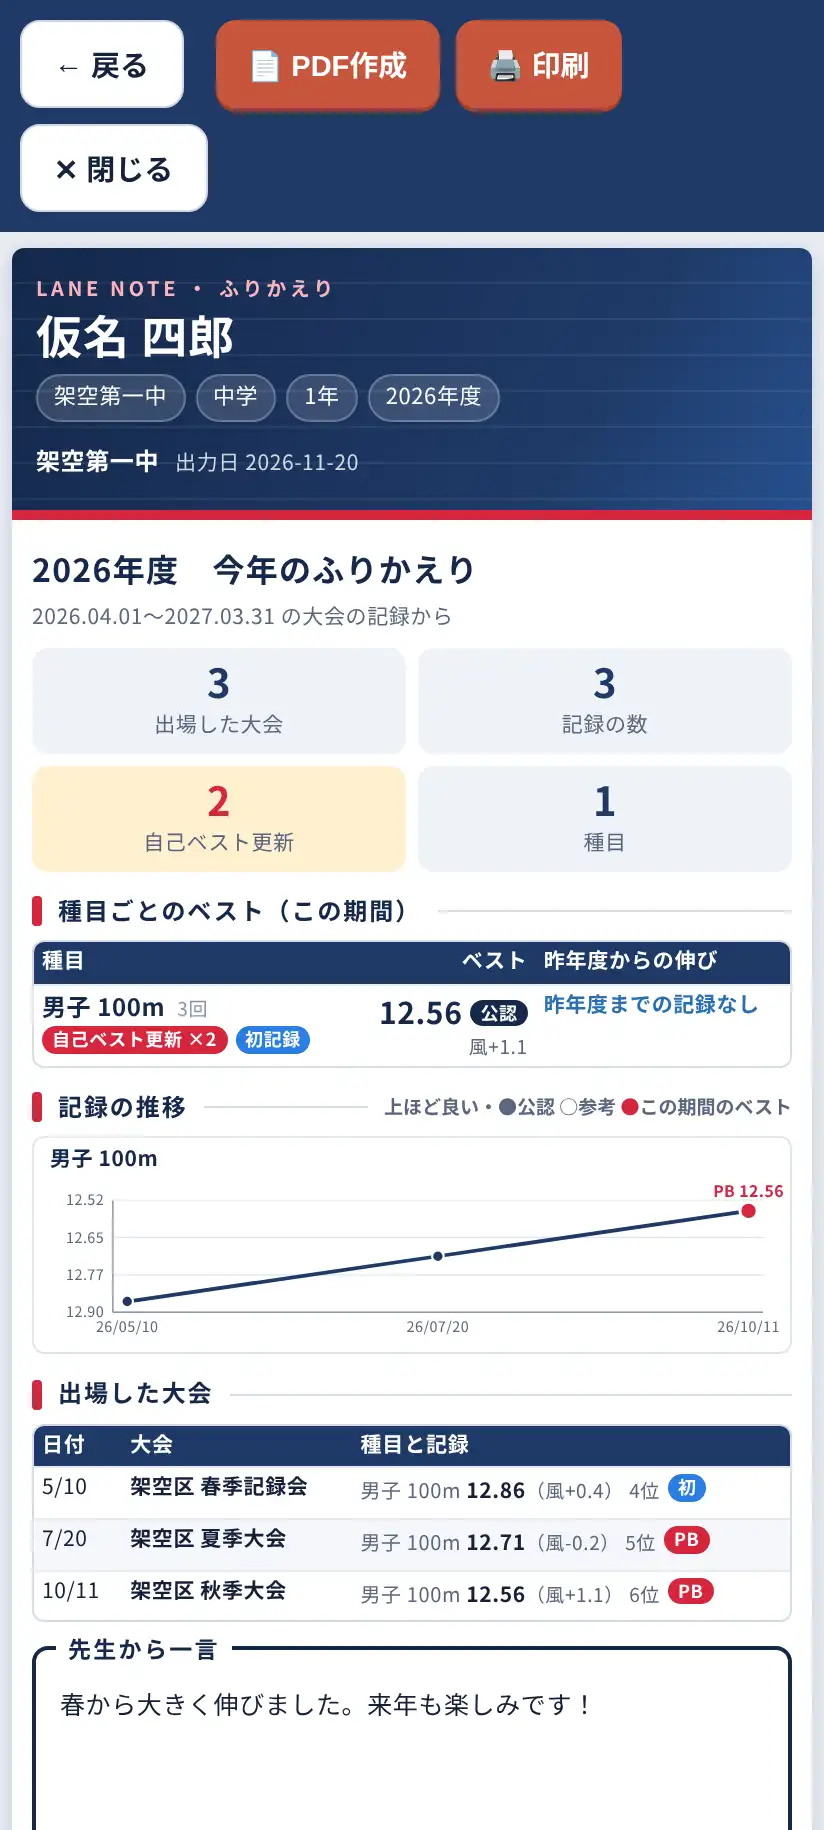 ← 戻る
📄 PDF作成
🖨️ 印刷
✕ 閉じる
LANE NOTE ・ ふりかえり
仮名 四郎
架空第一中 中学 1年 2026年度
架空第一中 出力日 2026-11-20
2026年度　今年のふりかえり
2026.04.01〜2027.03.31 の大会の記録から
3
出場した大会
3
記録の数
2
自己ベスト更新
1
種目
種目ごとのベスト（この期間）
種目 ベスト 昨年度からの伸び
男子 100m 3回 12.56 公認 昨年度までの記録なし
自己ベスト更新 ×2 初記録 風+1.1
記録の推移 上ほど良い・●公認 ○参考 ●この期間のベスト
男子 100m
PB 12.56
12.52
12.65
12.77
12.90
26/05/10 26/07/20 26/10/11
出場した大会
日付 大会 種目と記録
5/10 架空区 春季記録会 男子 100m 12.86（風+0.4） 4位 初
7/20 架空区 夏季大会 男子 100m 12.71（風-0.2） 5位 PB
10/11 架空区 秋季大会 男子 100m 12.56（風+1.1） 6位 PB
先生から一言
春から大きく伸びました。来年も楽しみです！